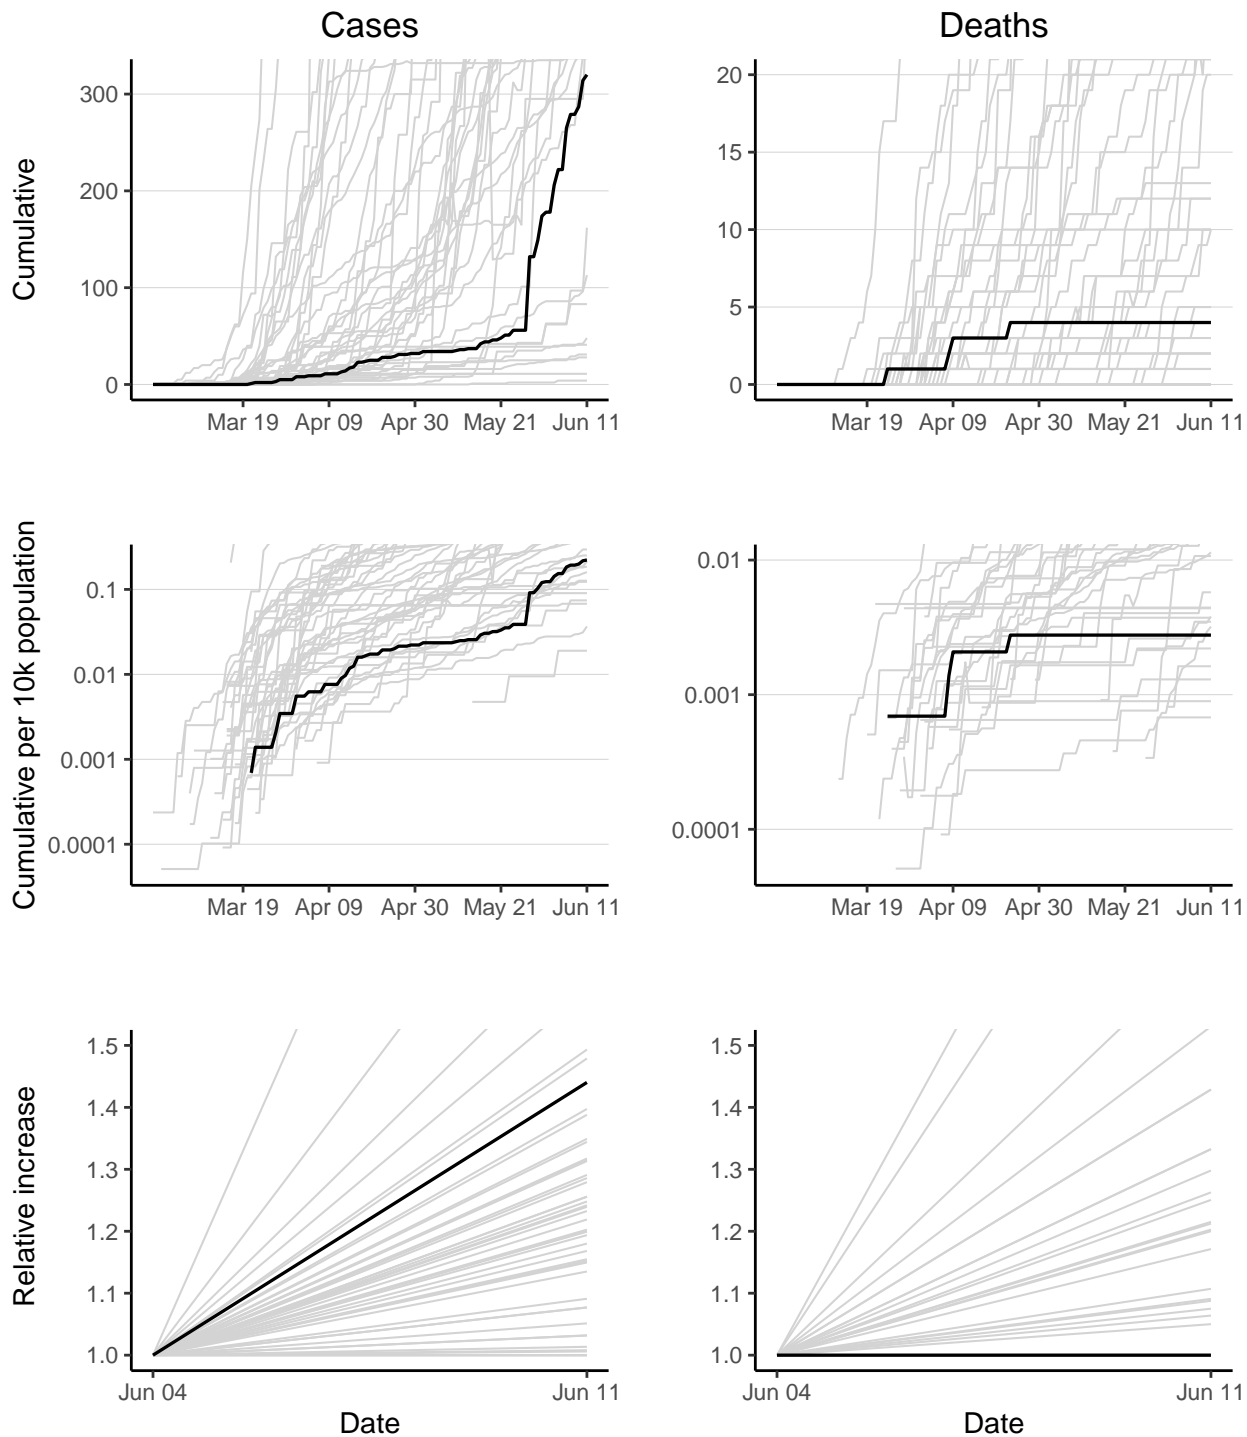 Cases
Deaths
Cumulative
300
200
100
0
Mar 19 Apr 09 Apr 30 May 21 Jun 11
20
15
10
5
0
Mar 19 Apr 09 Apr 30 May 21 Jun 11
Cumulative per 10k population
0.1
0.01
0.001
0.0001
Mar 19 Apr 09 Apr 30 May 21 Jun 11
0.01
0.001
0.0001
Mar 19 Apr 09 Apr 30 May 21 Jun 11
Relative increase
1.5
1.4
1.3
1.2
1.1
1.0
Jun 04 Jun 11
Date
1.5
1.4
1.3
1.2
1.1
1.0
Jun 04 Jun 11
Date